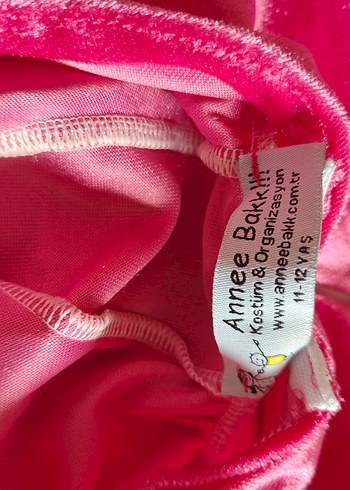 Annee Bakk!!!
Kostüm & Organizasyon
www.anneebakk.com.tr
11-12 YAŞ